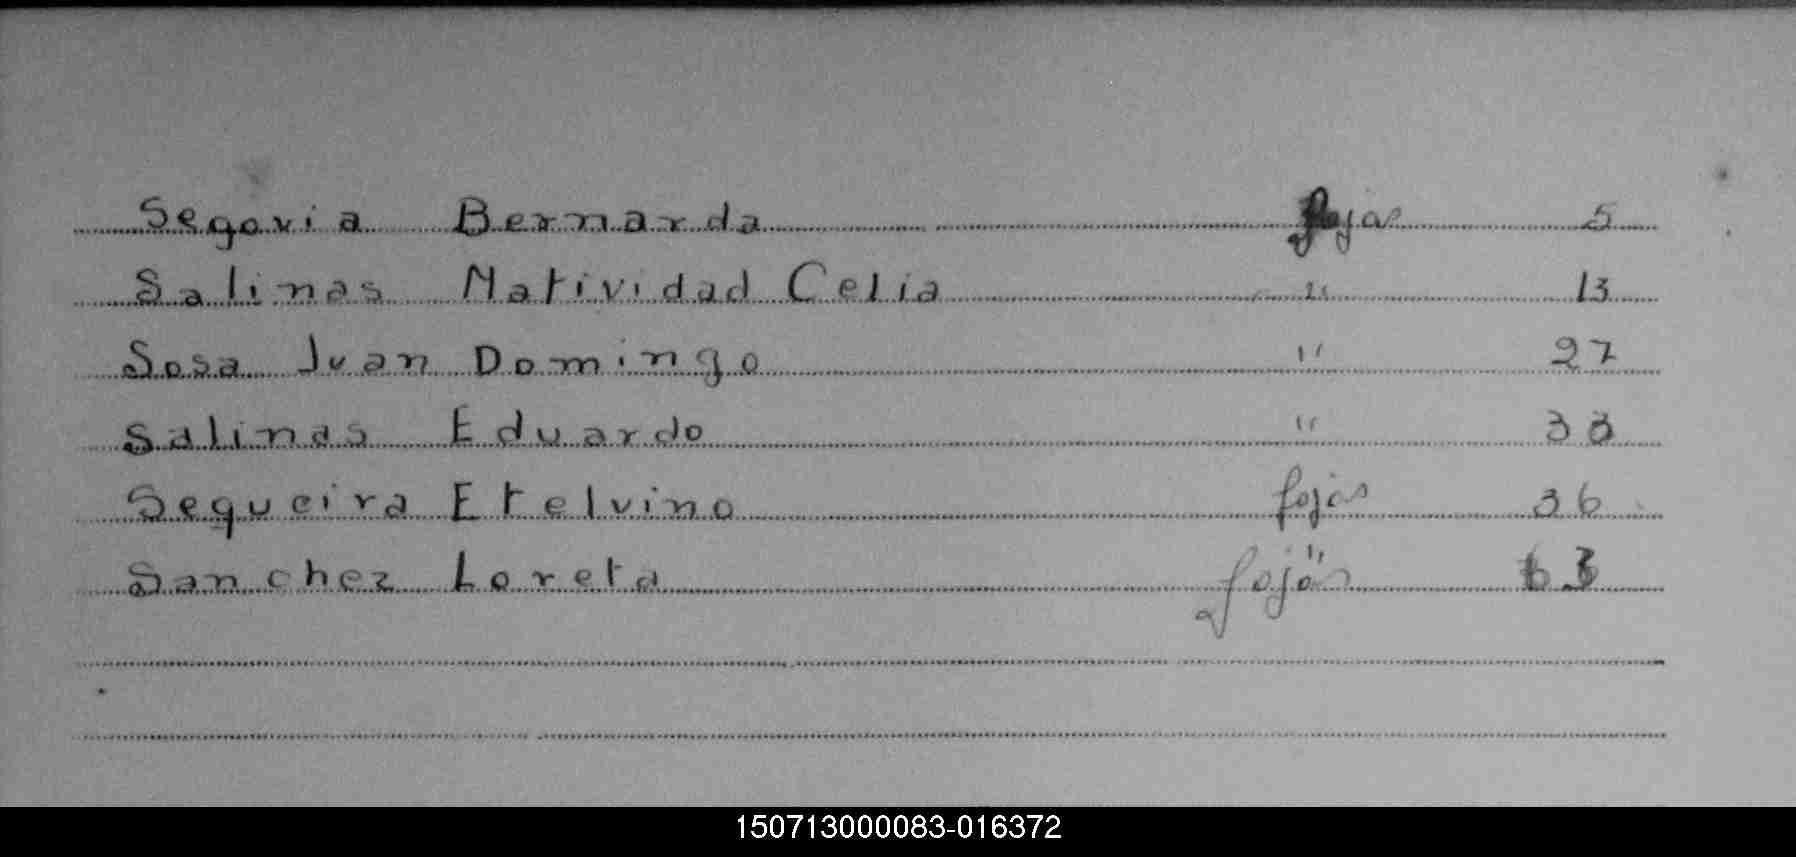 Segovia Bernarda fojas 5
Salinas Natividad Celia " 13
Sosa Juan Domingo " 27
Salinas Eduardo " 33
Sequeira Etelvino fojas 36
Sanchez Loreta fojas " 63
150713000083-016372